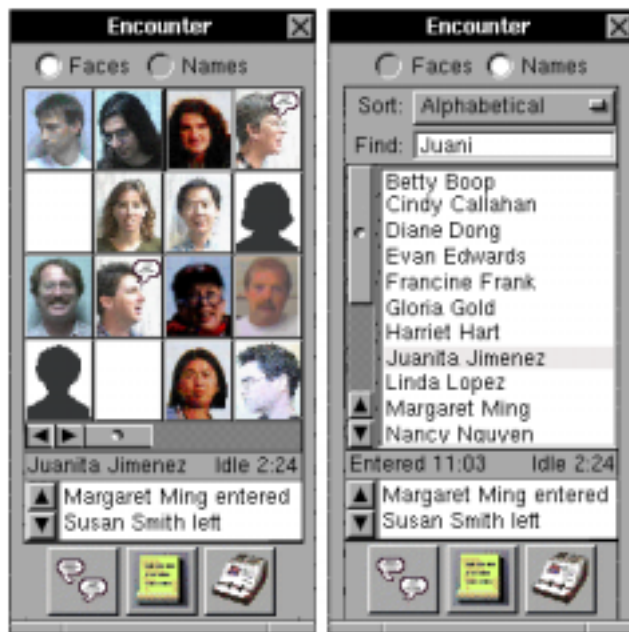 Encounter
Faces Names
Juanita Jimenez Idle 2:24
Margaret Ming entered
Susan Smith left
Encounter
Faces Names
Sort: Alphabetical
Find: Juani
Betty Boop
Cindy Callahan
Diane Dong
Evan Edwards
Francine Frank
Gloria Gold
Harriet Hart
Juanita Jimenez
Linda Lopez
Margaret Ming
Nancy Nguyen
Entered 11:03 Idle 2:24
Margaret Ming entered
Susan Smith left